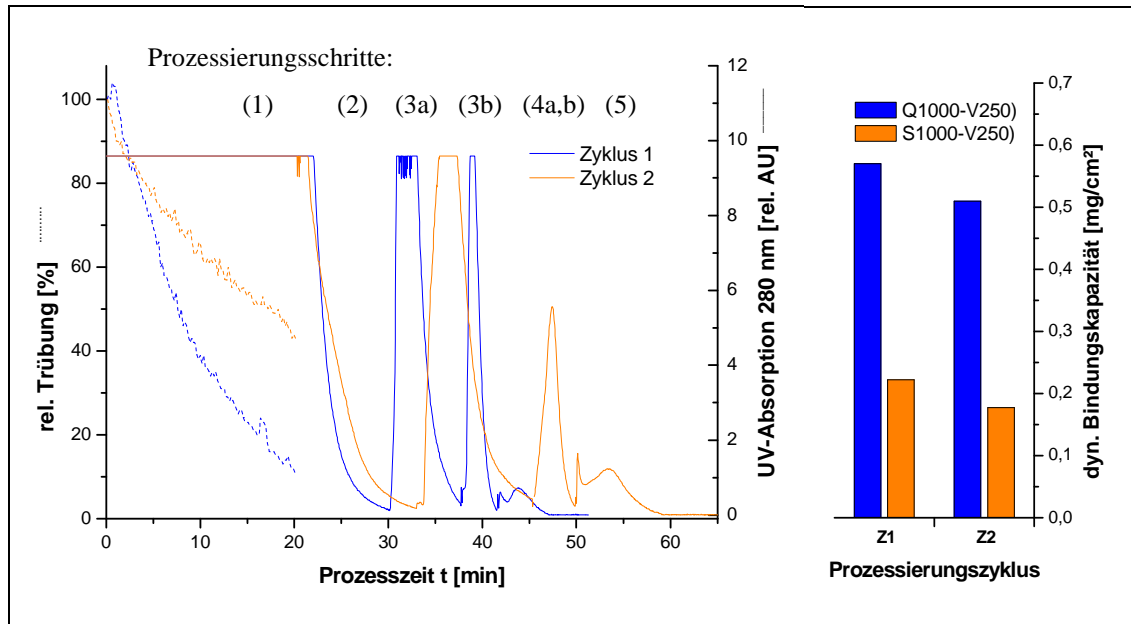 Prozessierungsschritte:
(1) (2) (3a) (3b) (4a,b) (5)
Zyklus 1
Zyklus 2
rel. Trübung [%]
100
80
60
40
20
0
0 10 20 30 40 50 60
Prozesszeit t [min]
UV-Absorption 280 nm [rel. AU]
12
10
8
6
4
2
0
Q1000-V250)
S1000-V250)
dyn. Bindungskapazität [mg/cm²]
0,7
0,6
0,5
0,4
0,3
0,2
0,1
0,0
Z1 Z2
Prozessierungszyklus